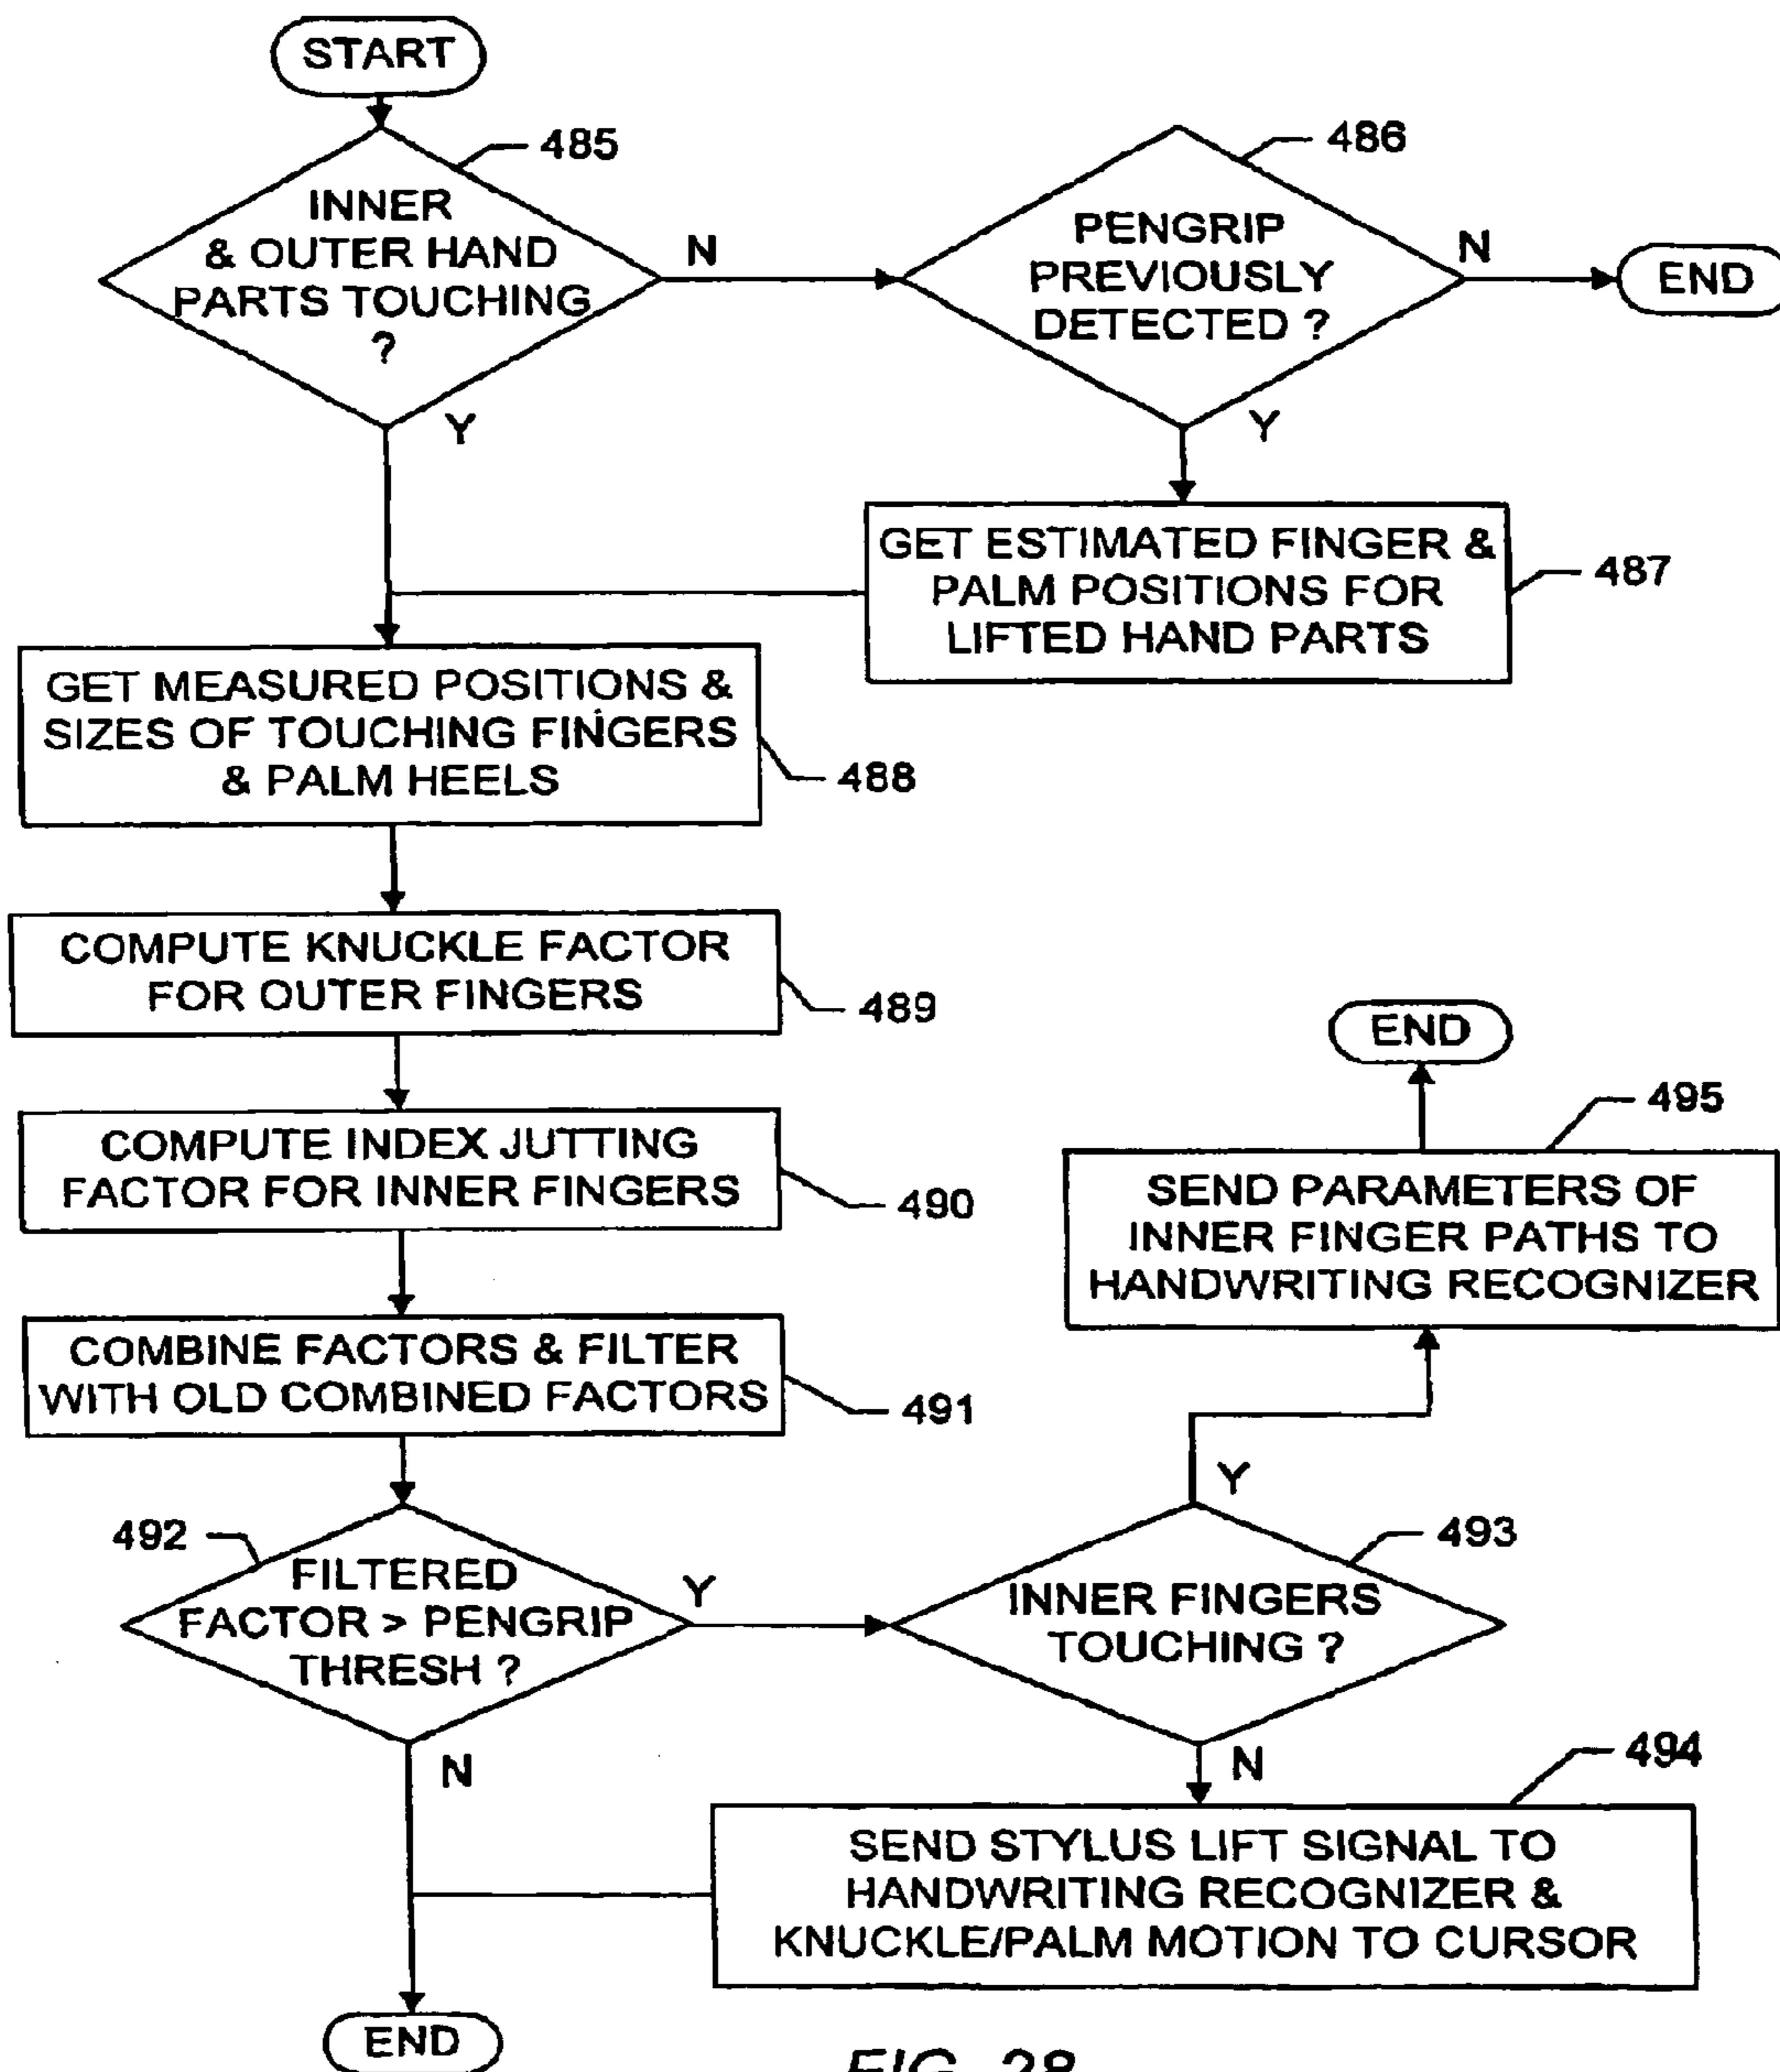 START
485
INNER
& OUTER HAND
PARTS TOUCHING
?
N
Y
486
PENGRIP
PREVIOUSLY
DETECTED ?
N
END
Y
GET ESTIMATED FINGER &
PALM POSITIONS FOR
LIFTED HAND PARTS
487
GET MEASURED POSITIONS &
SIZES OF TOUCHING FINGERS
& PALM HEELS
488
COMPUTE KNUCKLE FACTOR
FOR OUTER FINGERS
489
COMPUTE INDEX JUTTING
FACTOR FOR INNER FINGERS
490
COMBINE FACTORS & FILTER
WITH OLD COMBINED FACTORS
491
492
FILTERED
FACTOR > PENGRIP
THRESH ?
Y
N
END
495
SEND PARAMETERS OF
INNER FINGER PATHS TO
HANDWRITING RECOGNIZER
Y
493
INNER FINGERS
TOUCHING ?
N
494
SEND STYLUS LIFT SIGNAL TO
HANDWRITING RECOGNIZER &
KNUCKLE/PALM MOTION TO CURSOR
END
FIG. 28